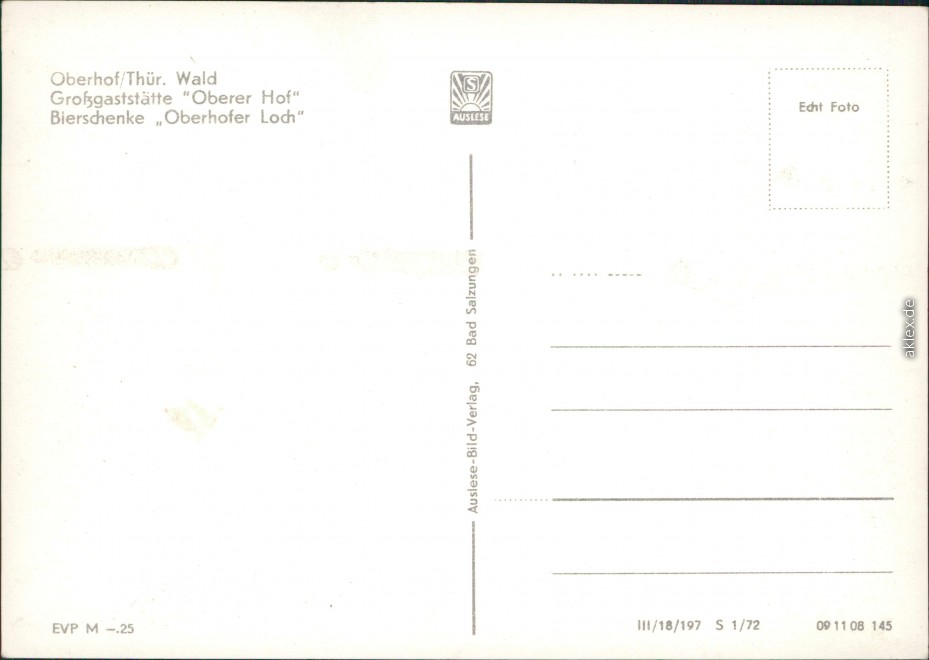 Oberhof/Thür. Wald
Großgaststätte "Oberer Hof"
Bierschenke „Oberhofer Loch"
S
AUSLESE
Echt Foto
Auslese-Bild-Verlag, 62 Bad Salzungen
aklex.de
EVP M –.25
III/18/197 S 1/72 09 11 08 145